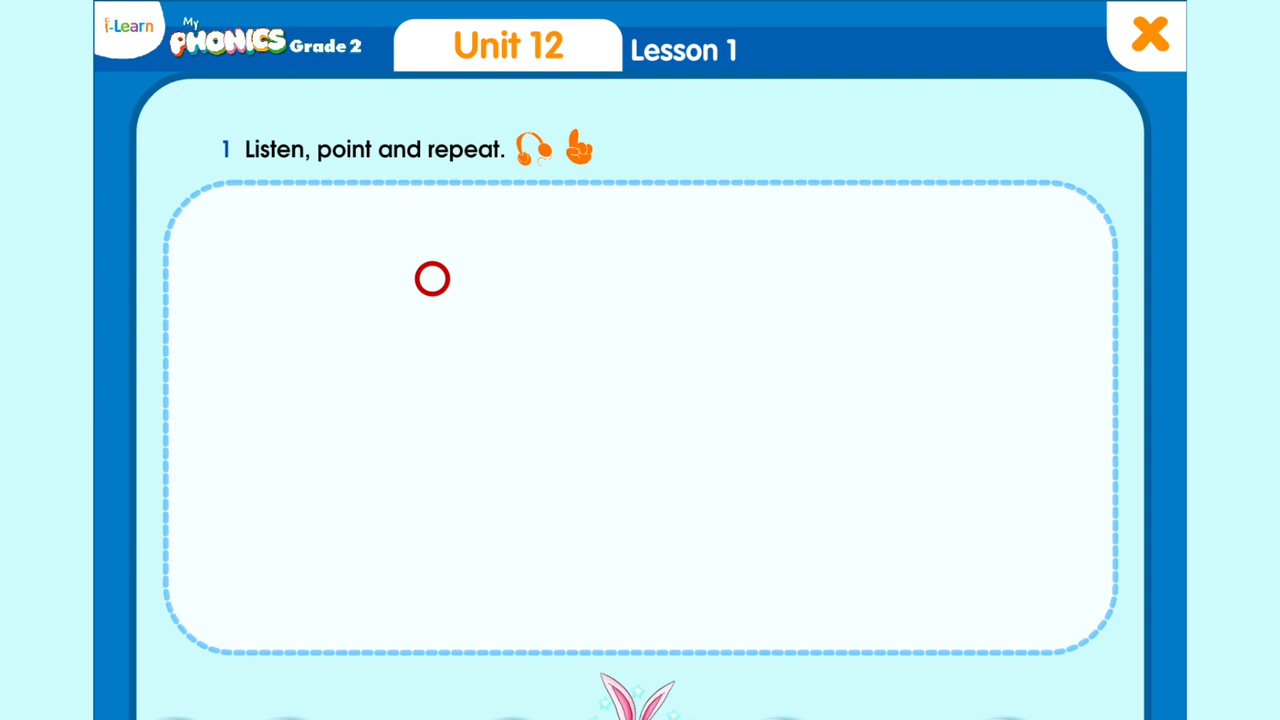 i-Learn
My
PHONICS Grade 2
Unit 12
Lesson 1
1 Listen, point and repeat.